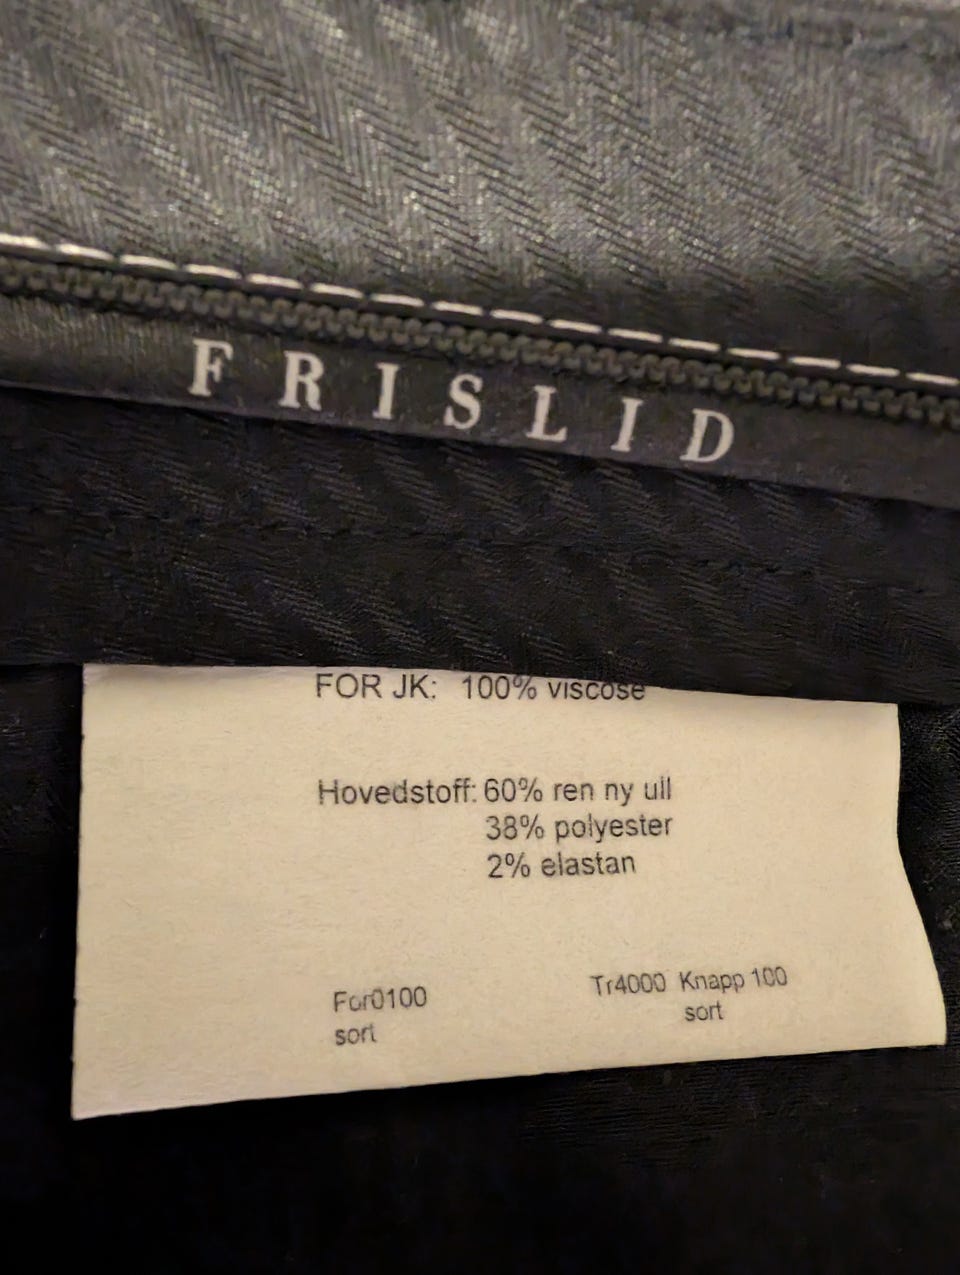 FRISLID
FOR JK: 100% viscose
Hovedstoff: 60% ren ny ull
38% polyester
2% elastan
For0100
sort
Tr4000 Knapp 100
sort